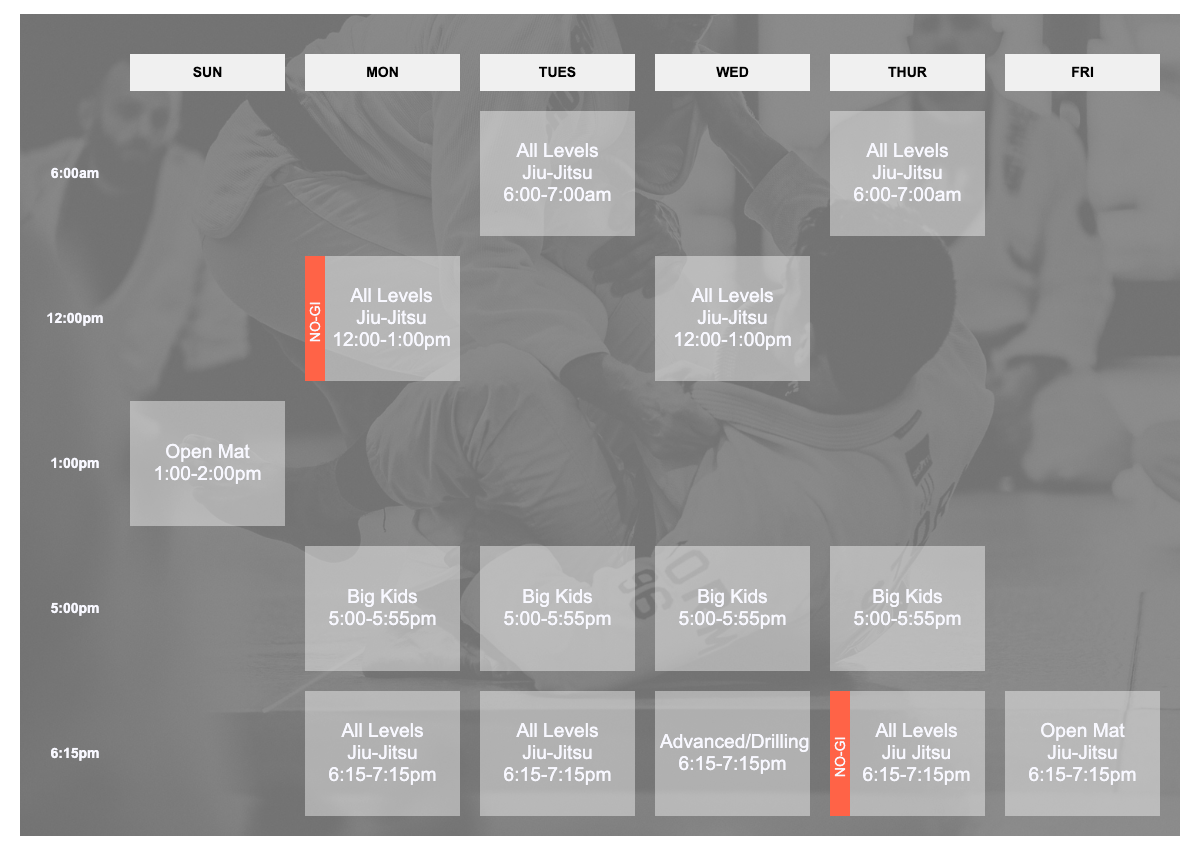 SUN MON TUES WED THUR FRI
6:00am
All Levels
Jiu-Jitsu
6:00-7:00am
All Levels
Jiu-Jitsu
6:00-7:00am
12:00pm
NO-GI
All Levels
Jiu-Jitsu
12:00-1:00pm
All Levels
Jiu-Jitsu
12:00-1:00pm
1:00pm
Open Mat
1:00-2:00pm
5:00pm
Big Kids
5:00-5:55pm
Big Kids
5:00-5:55pm
Big Kids
5:00-5:55pm
Big Kids
5:00-5:55pm
6:15pm
All Levels
Jiu-Jitsu
6:15-7:15pm
All Levels
Jiu-Jitsu
6:15-7:15pm
Advanced/Drilling
6:15-7:15pm
NO-GI
All Levels
Jiu Jitsu
6:15-7:15pm
Open Mat
Jiu-Jitsu
6:15-7:15pm